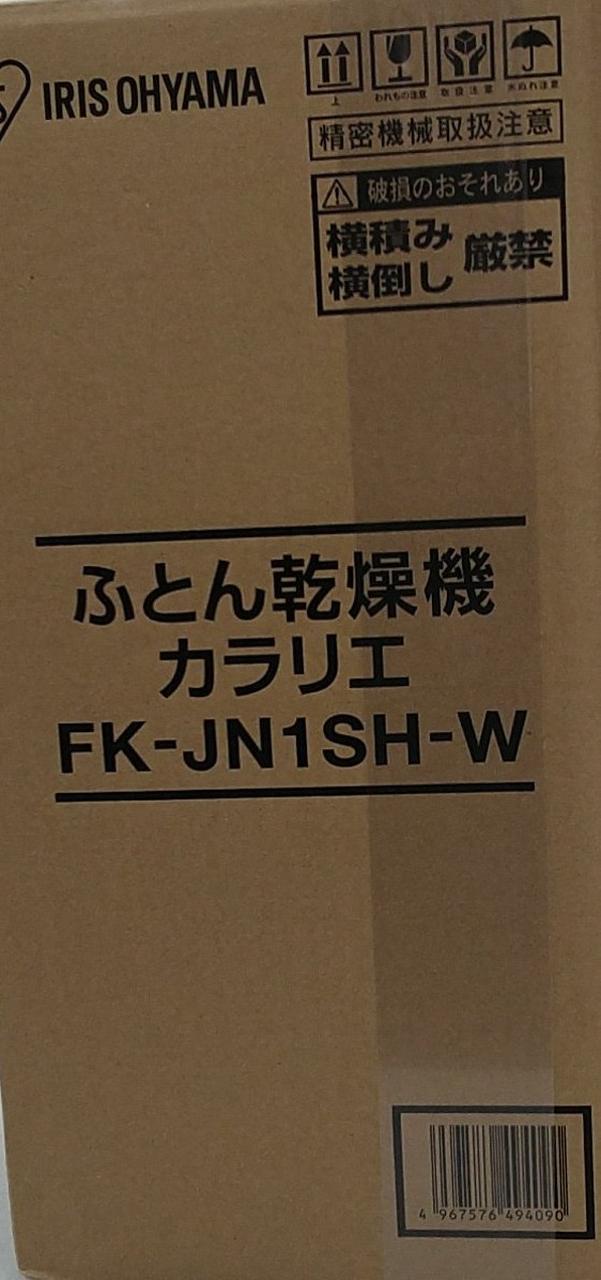 IRIS OHYAMA
上
われもの注意
取扱注意
水ぬれ注意
精密機械取扱注意
破損のおそれあり
横積み
横倒し
厳禁
ふとん乾燥機
カラリエ
FK-JN1SH-W
4 967576 494090